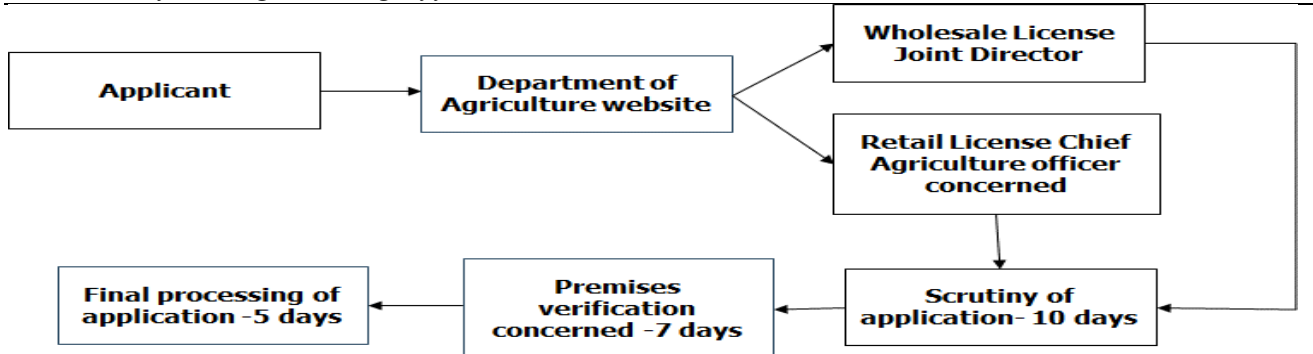 Applicant
Department of
Agriculture website
Wholesale License
Joint Director
Retail License Chief
Agriculture officer
concerned
Scrutiny of
application- 10 days
Premises
verification
concerned -7 days
Final processing of
application -5 days